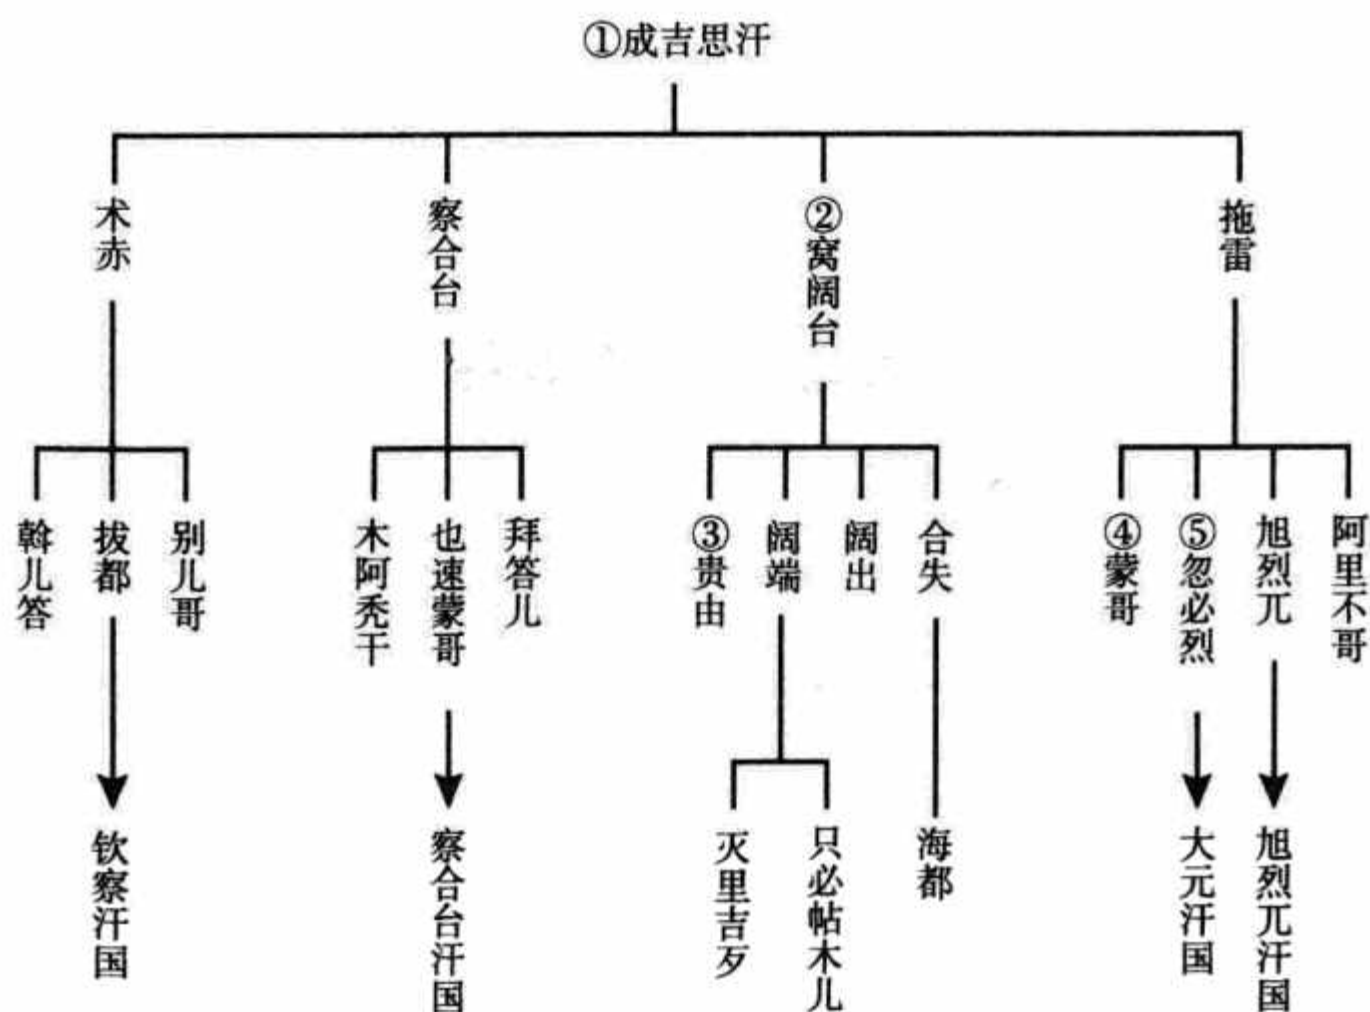 ①成吉思汗
术赤
察合台
②窝阔台
拖雷
斡儿答
拔都
别儿哥
木阿秃干
也速蒙哥
拜答儿
③贵由
阔端
阔出
合失
④蒙哥
⑤忽必烈
旭烈兀
阿里不哥
钦察汗国
察合台汗国
灭里吉歹
只必帖木儿
海都
大元汗国
旭烈兀汗国